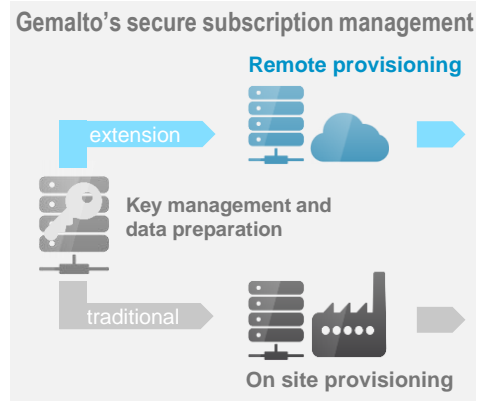 Gemalto's secure subscription management
Remote provisioning
extension
Key management and
data preparation
traditional
On site provisioning